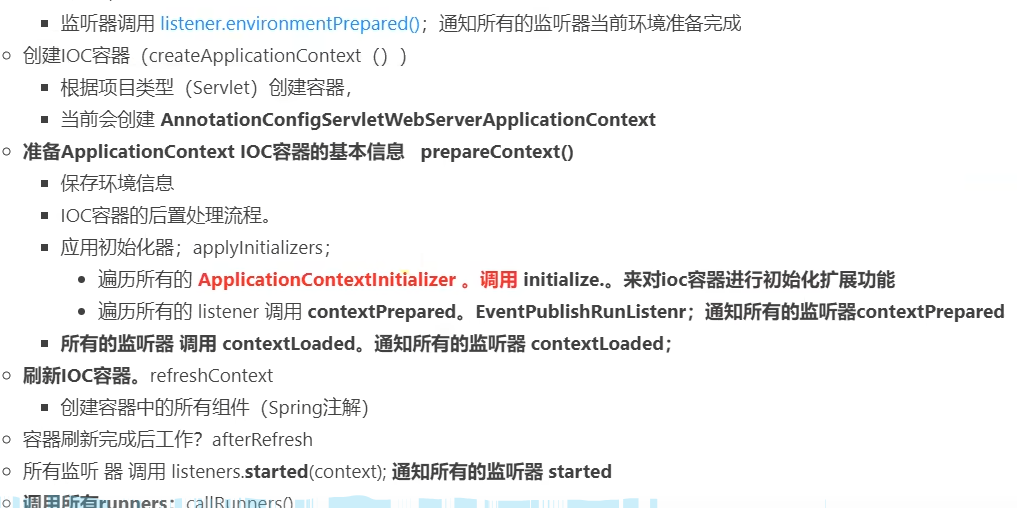 监听器调用 listener.environmentPrepared()；通知所有的监听器当前环境准备完成
创建IOC容器（createApplicationContext（））
根据项目类型（Servlet）创建容器，
当前会创建 AnnotationConfigServletWebServerApplicationContext
准备ApplicationContext IOC容器的基本信息 prepareContext()
保存环境信息
IOC容器的后置处理流程。
应用初始化器；applyInitializers；
遍历所有的 ApplicationContextInitializer 。调用 initialize.。来对ioc容器进行初始化扩展功能
遍历所有的 listener 调用 contextPrepared。EventPublishRunListenr；通知所有的监听器contextPrepared
所有的监听器 调用 contextLoaded。通知所有的监听器 contextLoaded；
刷新IOC容器。refreshContext
创建容器中的所有组件（Spring注解）
容器刷新完成后工作？afterRefresh
所有监听 器 调用 listeners.started(context); 通知所有的监听器 started
调用所有runners；callRunners()